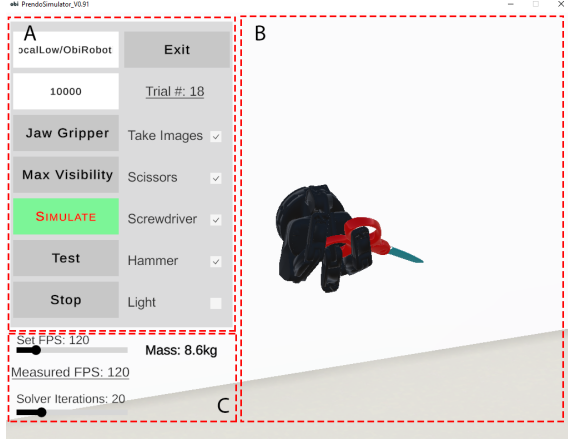 obi PrendoSimulator_V0.91
A
B
ocalLow/ObiRobot
Exit
10000
Trial #: 18
Jaw Gripper
Take Images
Max Visibility
Scissors
SIMULATE
Screwdriver
Test
Hammer
Stop
Light
Set FPS: 120
Mass: 8.6kg
Measured FPS: 120
Solver Iterations: 20
C